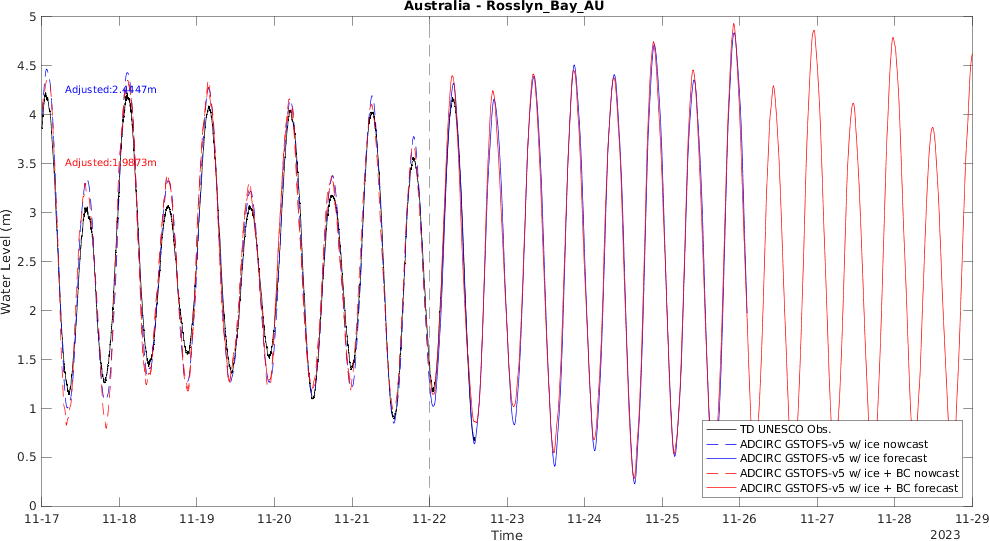 Australia - Rosslyn_Bay_AU
5
4.5
4
3.5
3
2.5
2
1.5
1
0.5
0
Water Level (m)
Adjusted:2.4447m
Adjusted:1.9873m
TD UNESCO Obs.
ADCIRC GSTOFS-v5 w/ ice nowcast
ADCIRC GSTOFS-v5 w/ ice forecast
ADCIRC GSTOFS-v5 w/ ice + BC nowcast
ADCIRC GSTOFS-v5 w/ ice + BC forecast
11-17 11-18 11-19 11-20 11-21 11-22 11-23 11-24 11-25 11-26 11-27 11-28 11-29
Time
2023